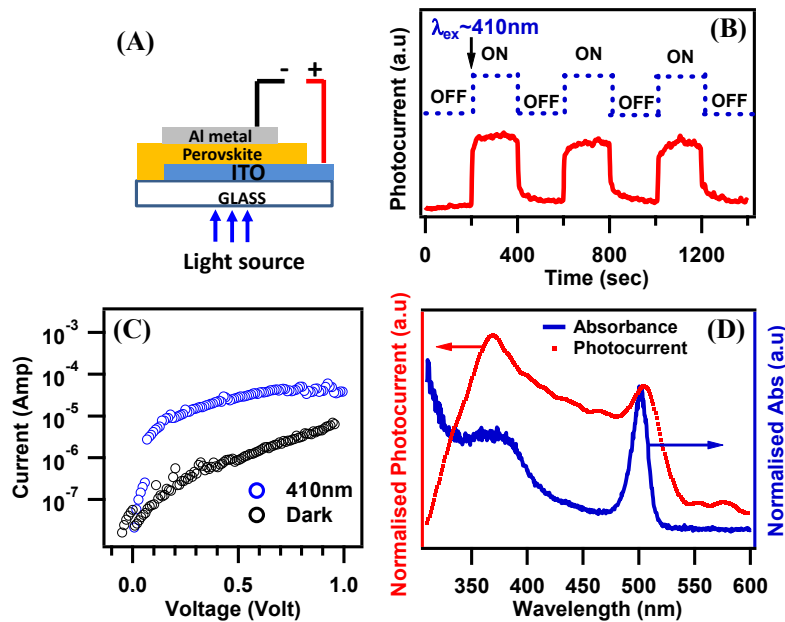 (A)
- +
Al metal
Perovskite
ITO
GLASS
Light source
(B)
λex~410nm
ON ON ON
OFF OFF OFF OFF
Photocurrent (a.u)
0 400 800 1200
Time (sec)
(C)
Current (Amp)
10-3
10-4
10-5
10-6
10-7
410nm
Dark
0.0 0.5 1.0
Voltage (Volt)
(D)
Absorbance
Photocurrent
Normalised Photocurrent (a.u)
Normalised Abs (a.u)
350 400 450 500 550 600
Wavelength (nm)